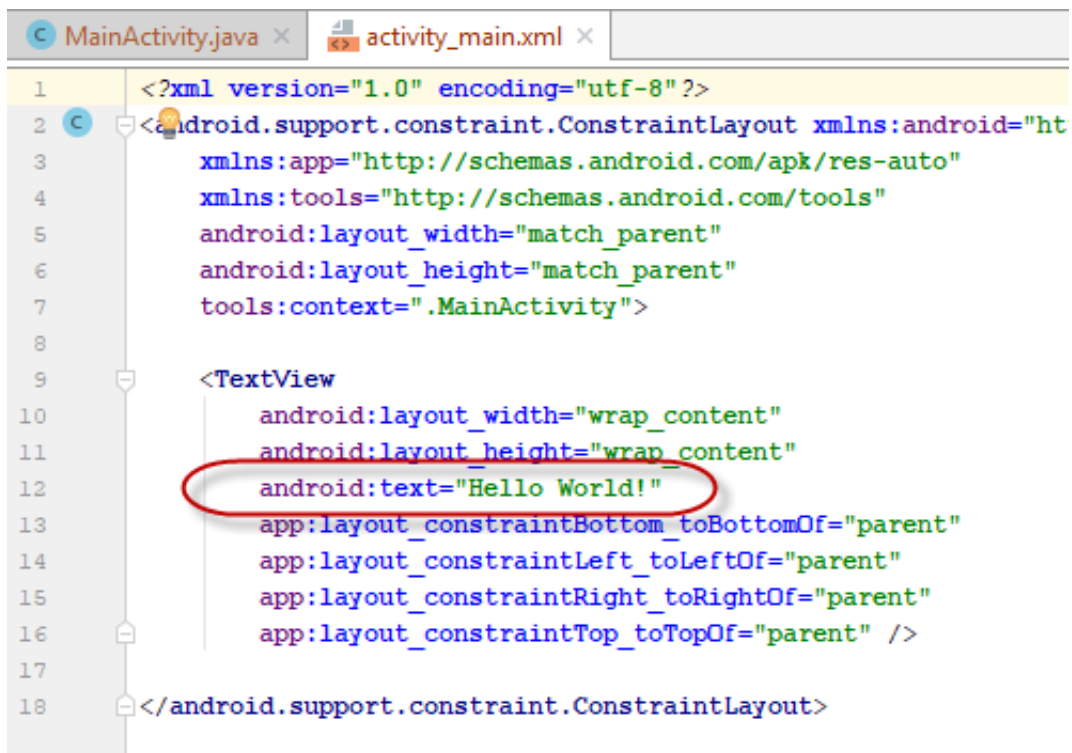 MainActivity.java activity_main.xml
1 <?xml version="1.0" encoding="utf-8"?>
2 <android.support.constraint.ConstraintLayout xmlns:android="ht
3 xmlns:app="http://schemas.android.com/apk/res-auto"
4 xmlns:tools="http://schemas.android.com/tools"
5 android:layout_width="match_parent"
6 android:layout_height="match_parent"
7 tools:context=".MainActivity">
8
9 <TextView
10 android:layout_width="wrap_content"
11 android:layout_height="wrap_content"
12 android:text="Hello World!"
13 app:layout_constraintBottom_toBottomOf="parent"
14 app:layout_constraintLeft_toLeftOf="parent"
15 app:layout_constraintRight_toRightOf="parent"
16 app:layout_constraintTop_toTopOf="parent" />
17
18 </android.support.constraint.ConstraintLayout>